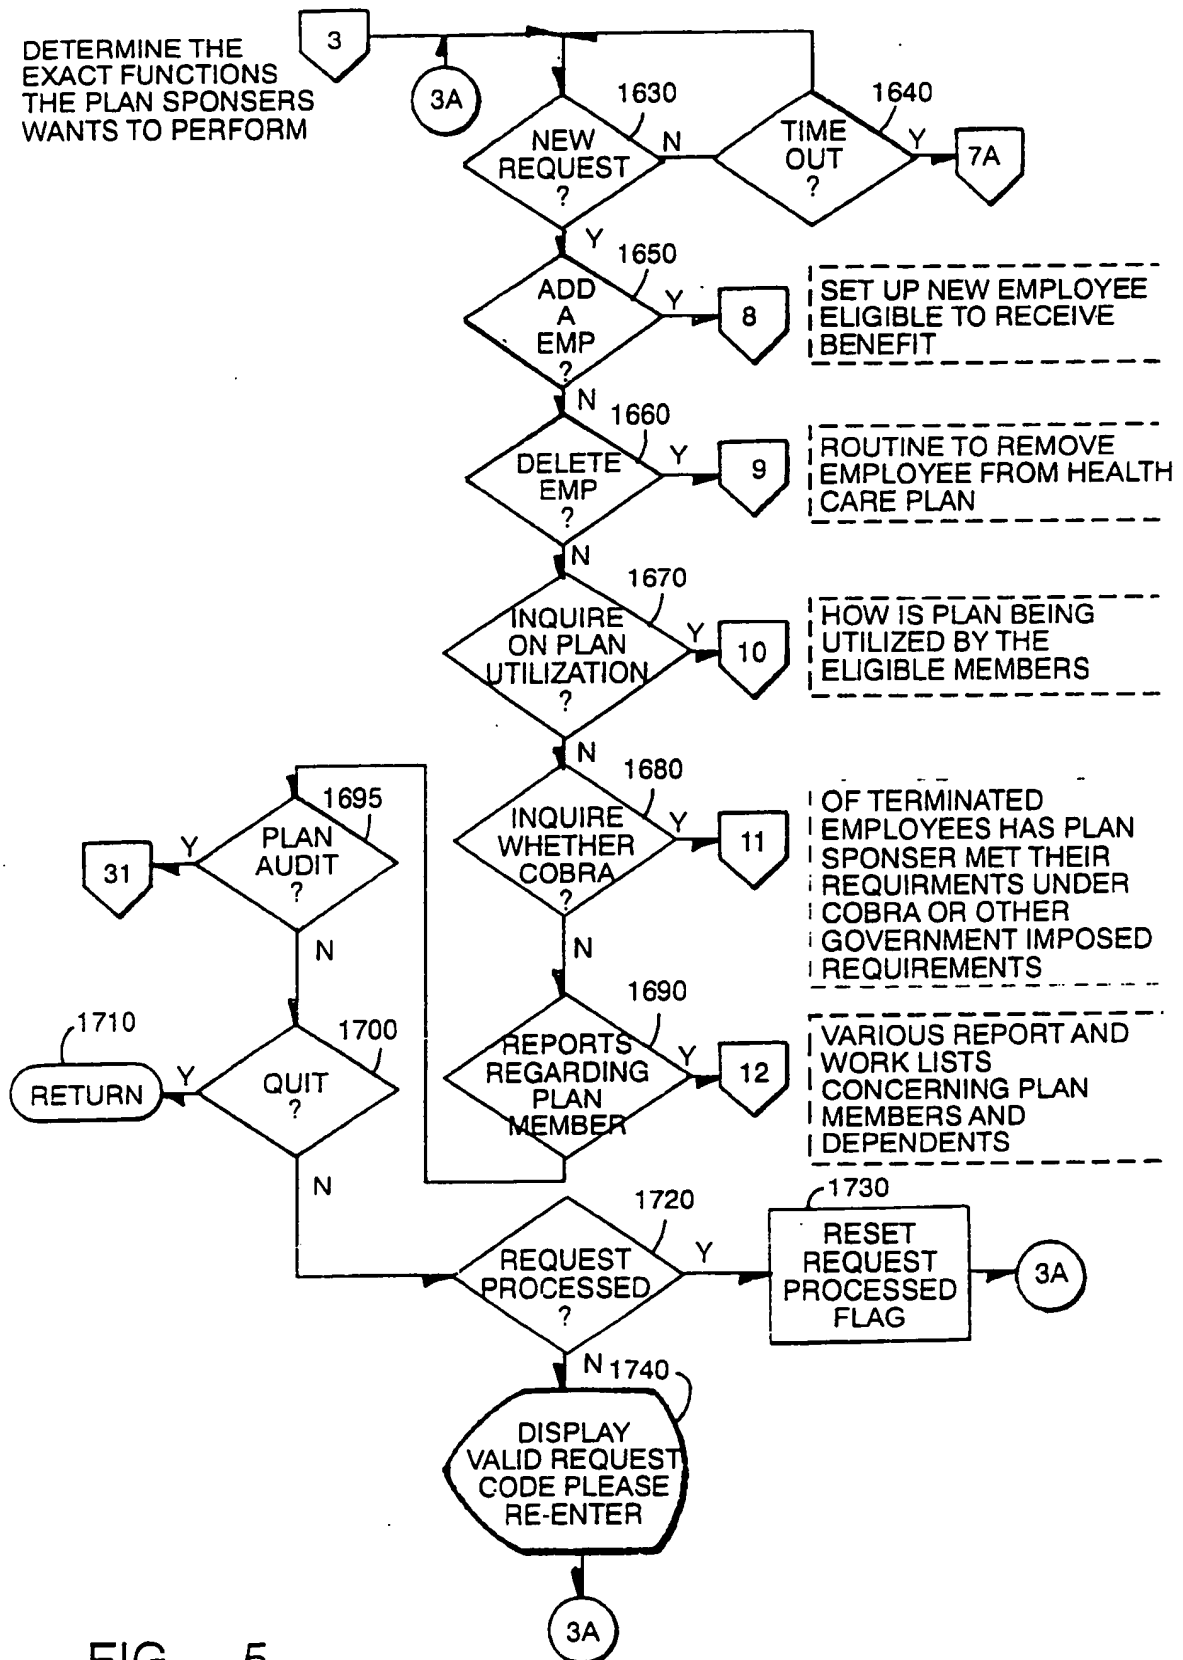 DETERMINE THE
EXACT FUNCTIONS
THE PLAN SPONSERS
WANTS TO PERFORM
3
3A
1630
NEW
REQUEST
?
N
Y
1640
TIME
OUT
?
Y
7A
1650
ADD
A
EMP
?
Y
N
8
SET UP NEW EMPLOYEE
ELIGIBLE TO RECEIVE
BENEFIT
1660
DELETE
EMP
?
Y
N
9
ROUTINE TO REMOVE
EMPLOYEE FROM HEALTH
CARE PLAN
1670
INQUIRE
ON PLAN
UTILIZATION
?
Y
N
10
HOW IS PLAN BEING
UTILIZED BY THE
ELIGIBLE MEMBERS
1680
INQUIRE
WHETHER
COBRA
?
Y
N
11
OF TERMINATED
EMPLOYEES HAS PLAN
SPONSER MET THEIR
REQUIRMENTS UNDER
COBRA OR OTHER
GOVERNMENT IMPOSED
REQUIREMENTS
1690
REPORTS
REGARDING
PLAN
MEMBER
Y
12
VARIOUS REPORT AND
WORK LISTS
CONCERNING PLAN
MEMBERS AND
DEPENDENTS
1695
PLAN
AUDIT
?
Y
N
31
1700
QUIT
?
Y
N
1710
RETURN
1720
REQUEST
PROCESSED
?
Y
N
1730
RESET
REQUEST
PROCESSED
FLAG
3A
1740
DISPLAY
VALID REQUEST
CODE PLEASE
RE-ENTER
3A
FIG. 5